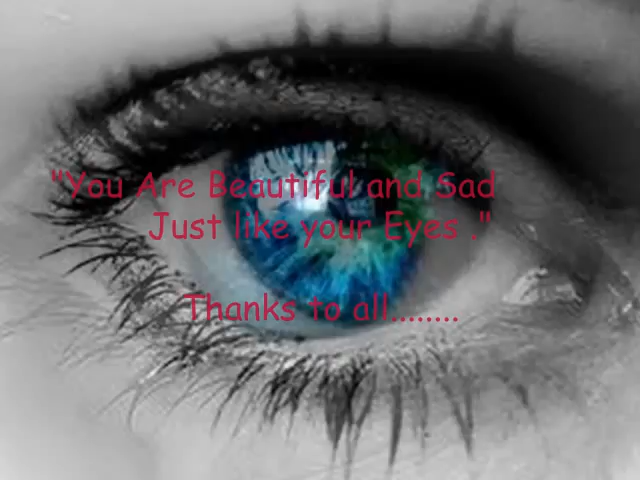 "You Are Beautiful and Sad
Just like your Eyes ."
Thanks to all........